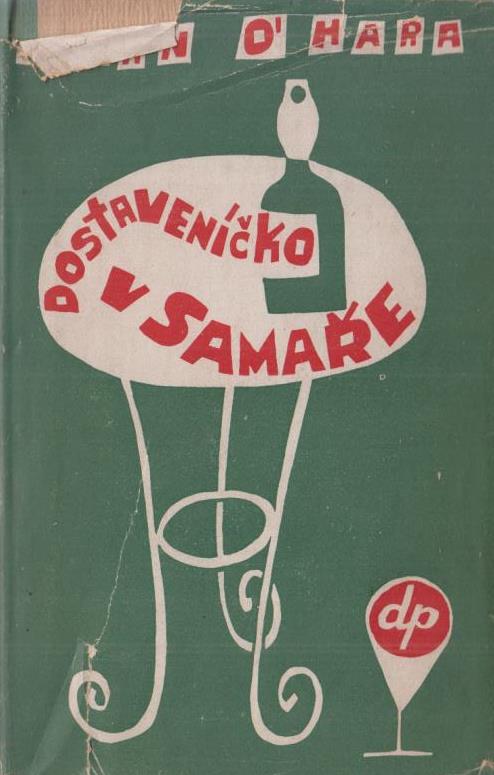 O'HARA
DOSTAVENÍČKO
V SAMAŘE
dp